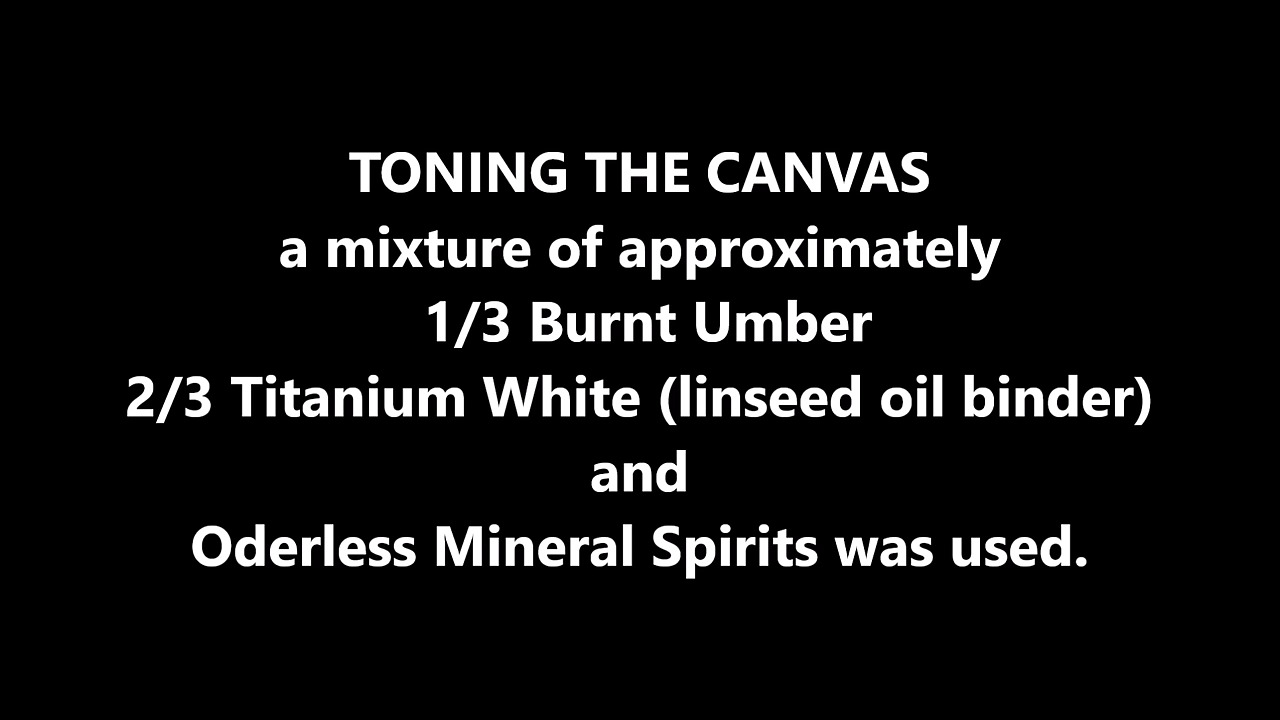 TONING THE CANVAS
a mixture of approximately
1/3 Burnt Umber
2/3 Titanium White (linseed oil binder)
and
Oderless Mineral Spirits was used.